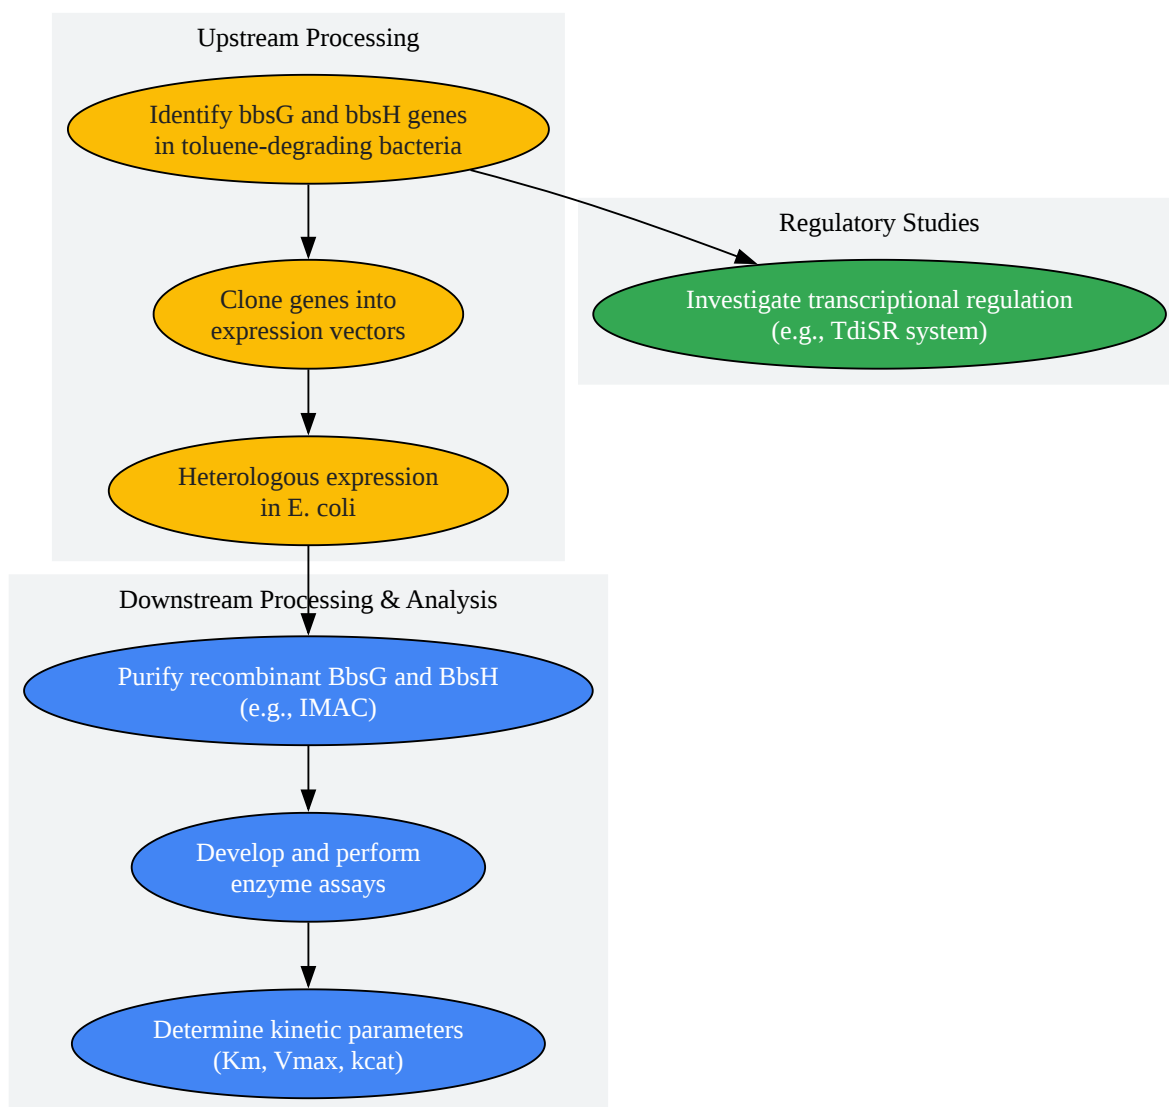 Upstream Processing
Identify bbsG and bbsH genes
in toluene-degrading bacteria
Regulatory Studies
Clone genes into
expression vectors
Investigate transcriptional regulation
(e.g., TdiSR system)
Heterologous expression
in E. coli
Downstream Processing & Analysis
Purify recombinant BbsG and BbsH
(e.g., IMAC)
Develop and perform
enzyme assays
Determine kinetic parameters
(Km, Vmax, kcat)